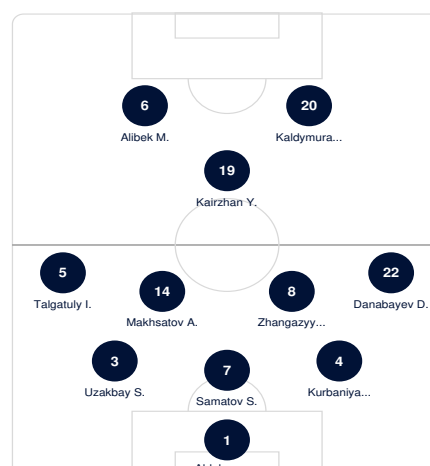 6
20
Alibek M.
Kaldymura...
19
Kairzhan Y.
5
22
Talgatuly I.
Danabayev D.
14
8
Makhsatov A.
Zhangazyy...
3
7
4
Uzakbay S.
Samatov S.
Kurbaniya...
1